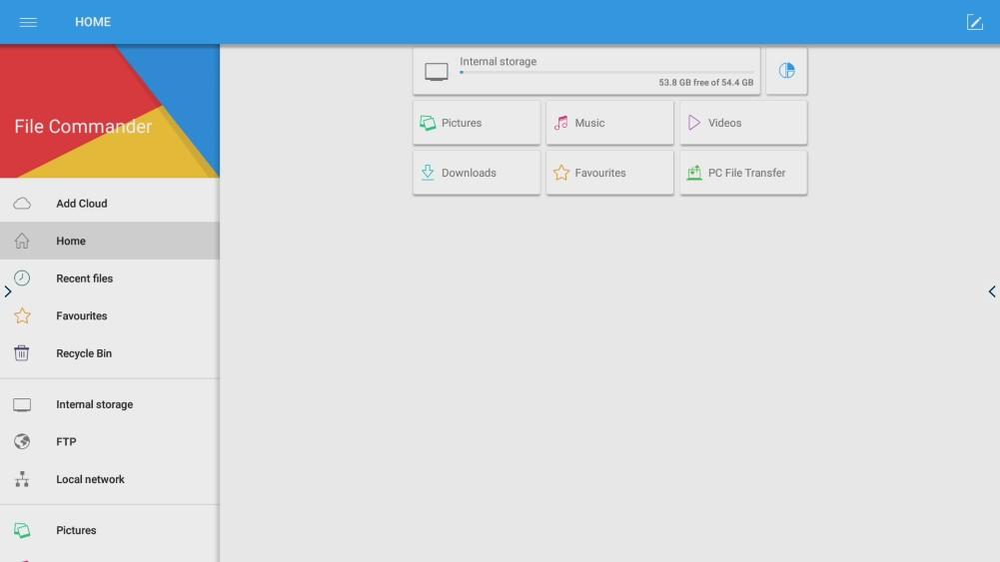 HOME
File Commander
Add Cloud
Home
Recent files
Favourites
Recycle Bin
Internal storage
FTP
Local network
Pictures
Internal storage
53.8 GB free of 54.4 GB
Pictures
Music
Videos
Downloads
Favourites
PC File Transfer